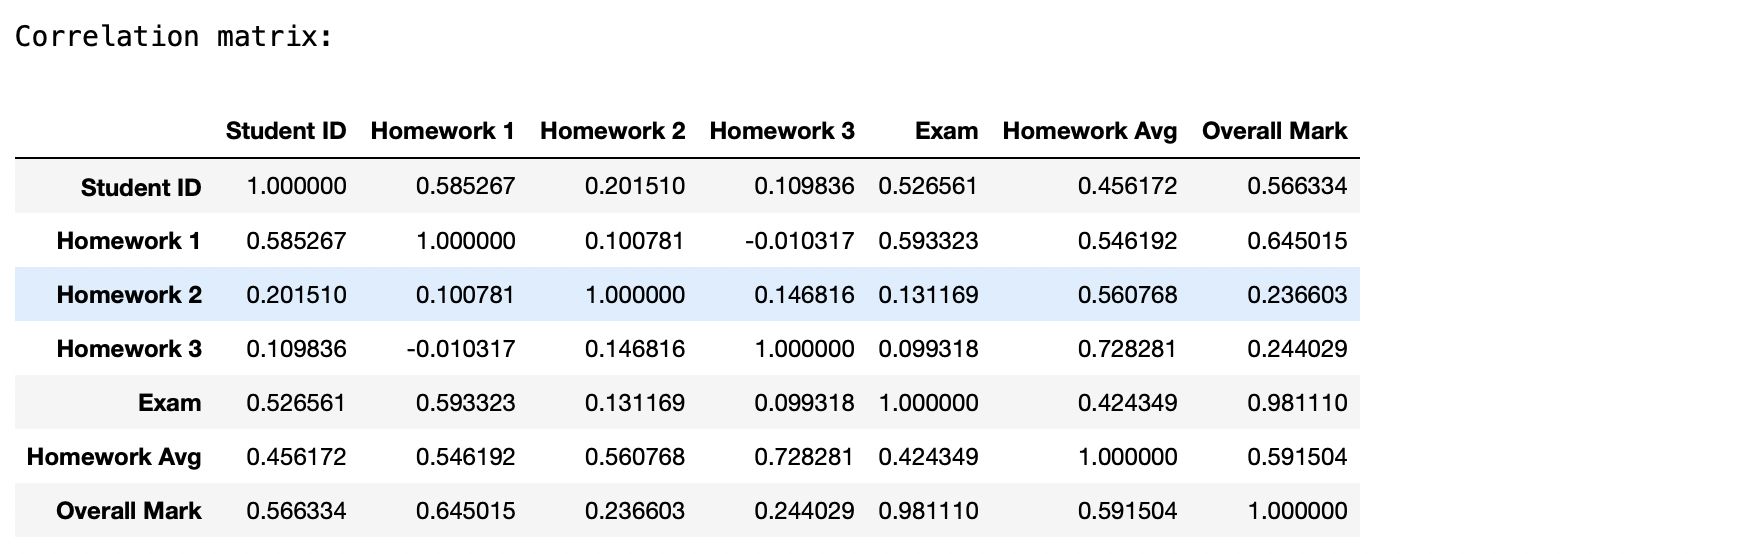 Correlation matrix:
Student ID Homework 1 Homework 2 Homework 3 Exam Homework Avg Overall Mark
Student ID 1.000000 0.585267 0.201510 0.109836 0.526561 0.456172 0.566334
Homework 1 0.585267 1.000000 0.100781 -0.010317 0.593323 0.546192 0.645015
Homework 2 0.201510 0.100781 1.000000 0.146816 0.131169 0.560768 0.236603
Homework 3 0.109836 -0.010317 0.146816 1.000000 0.099318 0.728281 0.244029
Exam 0.526561 0.593323 0.131169 0.099318 1.000000 0.424349 0.981110
Homework Avg 0.456172 0.546192 0.560768 0.728281 0.424349 1.000000 0.591504
Overall Mark 0.566334 0.645015 0.236603 0.244029 0.981110 0.591504 1.000000